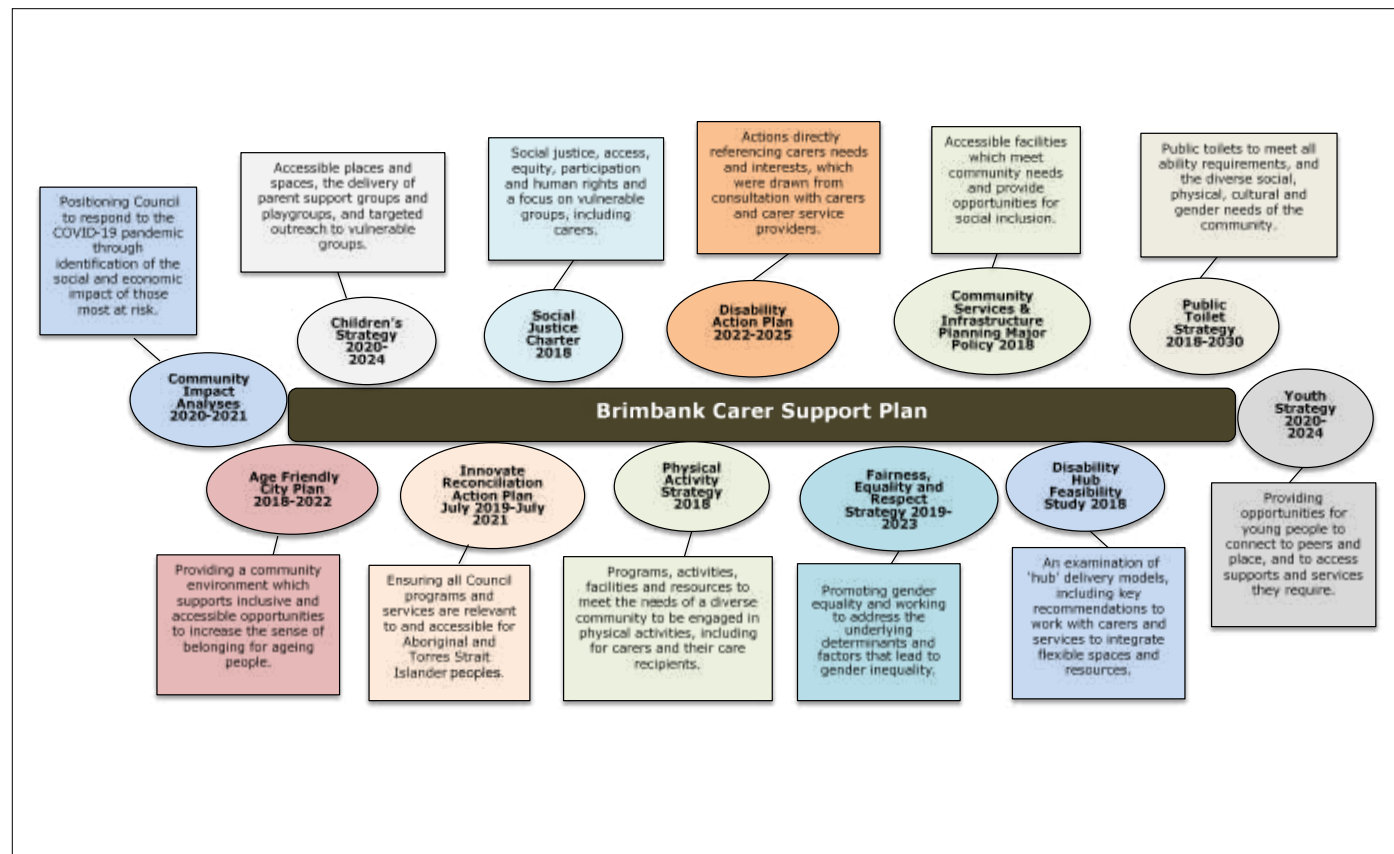 Positioning Council
to respond to the
COVID-19 pandemic
through
identification of the
social and economic
impact of those
most at risk.
Community
Impact
Analyses
2020-2021
Accessible places and
spaces, the delivery of
parent support groups and
playgroups, and targeted
outreach to vulnerable
groups.
Children's
Strategy
2020-
2024
Social justice, access,
equity, participation
and human rights and
a focus on vulnerable
groups, including
carers.
Social
Justice
Charter
2018
Actions directly
referencing carers needs
and interests, which
were drawn from
consultation with carers
and carer service
providers.
Disability
Action Plan
2022-2025
Accessible facilities
which meet
community needs
and provide
opportunities for
social inclusion.
Community
Services &
Infrastructure
Planning Major
Policy 2018
Public toilets to meet all
ability requirements, and
the diverse social,
physical, cultural and
gender needs of the
community.
Public
Toilet
Strategy
2018-2030
Brimbank Carer Support Plan
Youth
Strategy
2020-
2024
Providing
opportunities for
young people to
connect to peers and
place, and to access
supports and services
they require.
Age Friendly
City Plan
2018-2022
Providing a community
environment which
supports inclusive and
accessible opportunities
to increase the sense of
belonging for ageing
people.
Innovate
Reconciliation
Action Plan
July 2019-July
2021
Ensuring all Council
programs and
services are relevant
to and accessible for
Aboriginal and
Torres Strait
Islander peoples.
Physical
Activity
Strategy
2018
Programs, activities,
facilities and resources to
meet the needs of a diverse
community to be engaged in
physical activities, including
for carers and their care
recipients.
Fairness,
Equality and
Respect
Strategy 2019-
2023
Promoting gender
equality and working
to address the
underlying
determinants and
factors that lead to
gender inequality.
Disability
Hub
Feasibility
Study 2018
An examination of
'hub' delivery models,
including key
recommendations to
work with carers and
services to integrate
flexible spaces and
resources.